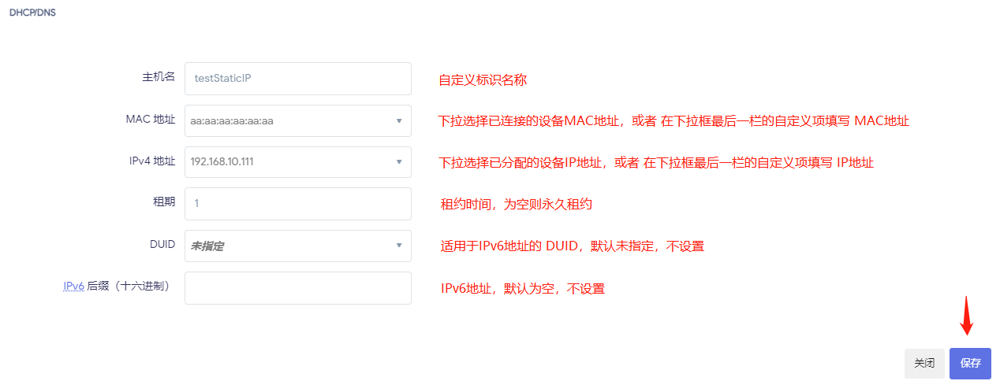 DHCP/DNS
主机名 testStaticIP 自定义标识名称
MAC 地址 aa:aa:aa:aa:aa:aa 下拉选择已连接的设备MAC地址，或者 在下拉框最后一栏的自定义项填写 MAC地址
IPv4 地址 192.168.10.111 下拉选择已分配的设备IP地址，或者 在下拉框最后一栏的自定义项填写 IP地址
租期 1 租约时间，为空则永久租约
DUID 未指定 适用于IPv6地址的 DUID，默认未指定，不设置
IPv6 后缀（十六进制） IPv6地址，默认为空，不设置
关闭 保存